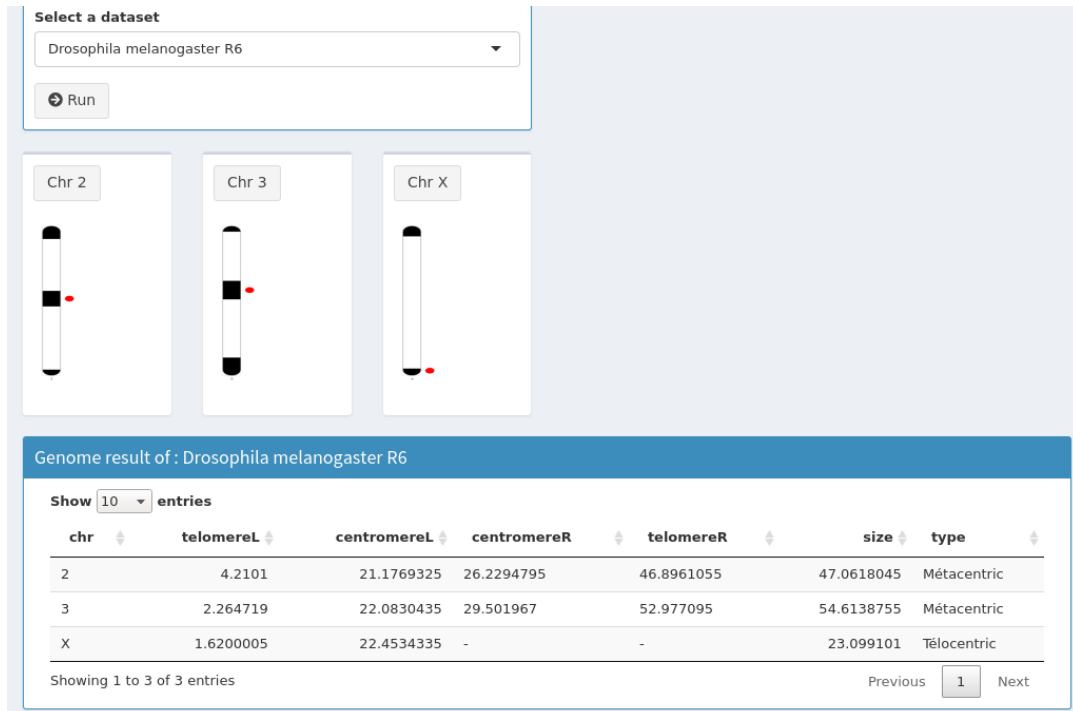 Select a dataset
Drosophila melanogaster R6
Run
Chr 2 Chr 3 Chr X
Genome result of : Drosophila melanogaster R6
Show 10 entries
chr telomereL centromereL centromereR telomereR size type
2 4.2101 21.1769325 26.2294795 46.8961055 47.0618045 Métacentric
3 2.264719 22.0830435 29.501967 52.977095 54.6138755 Métacentric
X 1.6200005 22.4534335 - - 23.099101 Télocentric
Showing 1 to 3 of 3 entries Previous 1 Next